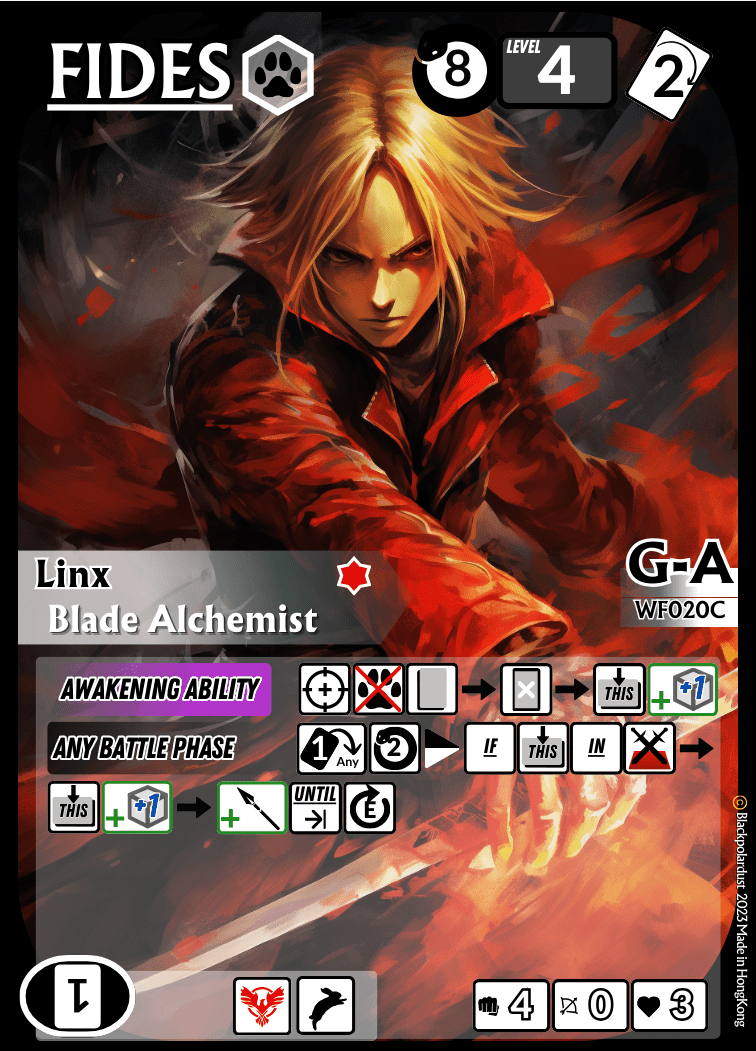 FIDES
8
LEVEL
4
2
Linx
G-A
Blade Alchemist
WF020C
AWAKENING ABILITY
THIS
+ +1
ANY BATTLE PHASE
1 Any
2
IF
THIS
IN
THIS
+ +1
+
UNTIL
E
© Blackpolardust 2023 Made in HongKong
1
4
0
3